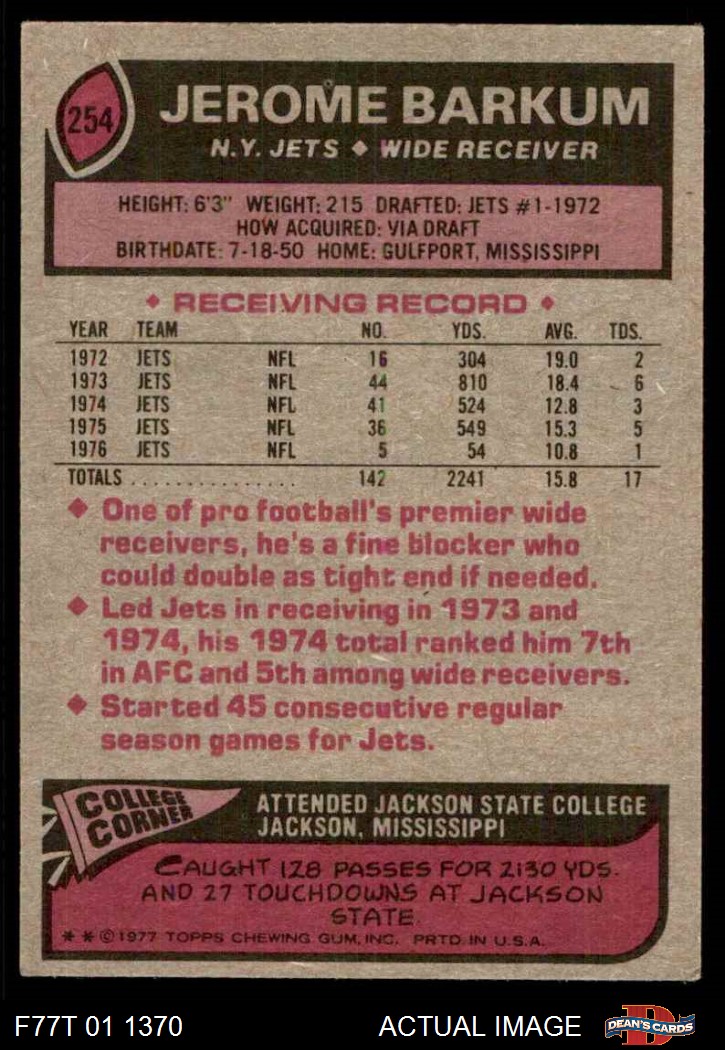 254
JEROME BARKUM
N.Y. JETS ♦ WIDE RECEIVER
HEIGHT: 6'3" WEIGHT: 215 DRAFTED: JETS #1-1972
HOW ACQUIRED: VIA DRAFT
BIRTHDATE: 7-18-50 HOME: GULFPORT, MISSISSIPPI
♦ RECEIVING RECORD ♦
YEAR TEAM NO. YDS. AVG. TDS.
1972 JETS NFL 16 304 19.0 2
1973 JETS NFL 44 810 18.4 6
1974 JETS NFL 41 524 12.8 3
1975 JETS NFL 36 549 15.3 5
1976 JETS NFL 5 54 10.8 1
TOTALS . . . . . . . . . . . . . . . 142 2241 15.8 17
♦ One of pro football's premier wide
receivers, he's a fine blocker who
could double as tight end if needed.
♦ Led Jets in receiving in 1973 and
1974, his 1974 total ranked him 7th
in AFC and 5th among wide receivers.
♦ Started 45 consecutive regular
season games for Jets.
COLLEGE
CORNER
ATTENDED JACKSON STATE COLLEGE
JACKSON, MISSISSIPPI
CAUGHT 128 PASSES FOR 2130 YDS.
AND 27 TOUCHDOWNS AT JACKSON
STATE.
* * © 1977 TOPPS CHEWING GUM, INC. PRTD. IN U.S.A.
F77T 01 1370 ACTUAL IMAGE
DEAN'S CARDS